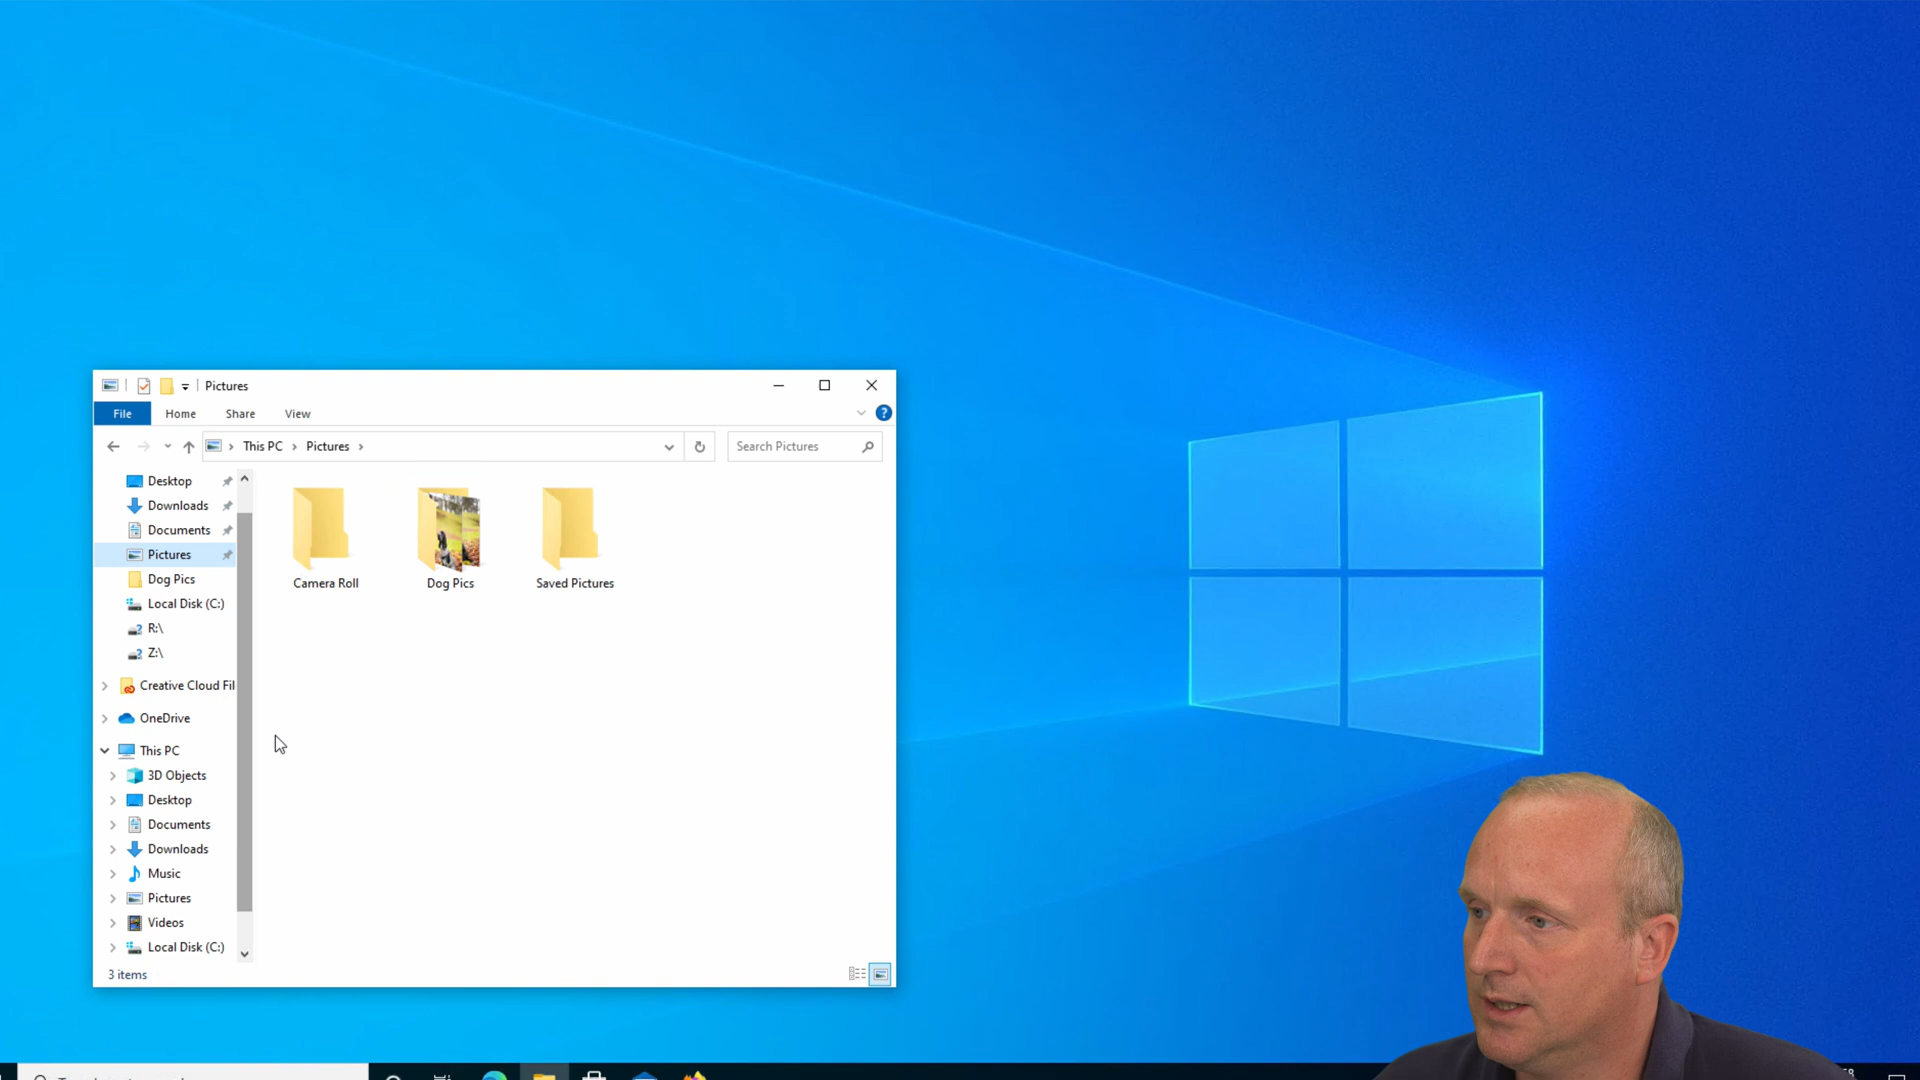 Pictures
File Home Share View
This PC Pictures
Search Pictures
Desktop
Downloads
Documents
Pictures
Dog Pics
Local Disk (C:)
R:\
Z:\
Creative Cloud Fil
OneDrive
This PC
3D Objects
Desktop
Documents
Downloads
Music
Pictures
Videos
Local Disk (C:)
Camera Roll
Dog Pics
Saved Pictures
3 items